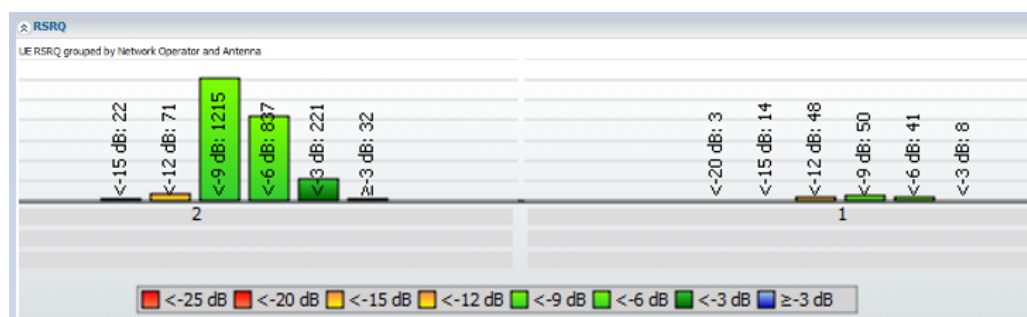 RSRQ
UE RSRQ grouped by Network Operator and Antenna
<-15 dB: 22
<-12 dB: 71
<-9 dB: 1215
<-6 dB: 837
<-3 dB: 221
≥-3 dB: 32
<-20 dB: 3
<-15 dB: 14
<-12 dB: 48
<-9 dB: 50
<-6 dB: 41
<-3 dB: 8
2
1
<-25 dB <-20 dB <-15 dB <-12 dB <-9 dB <-6 dB <-3 dB ≥-3 dB